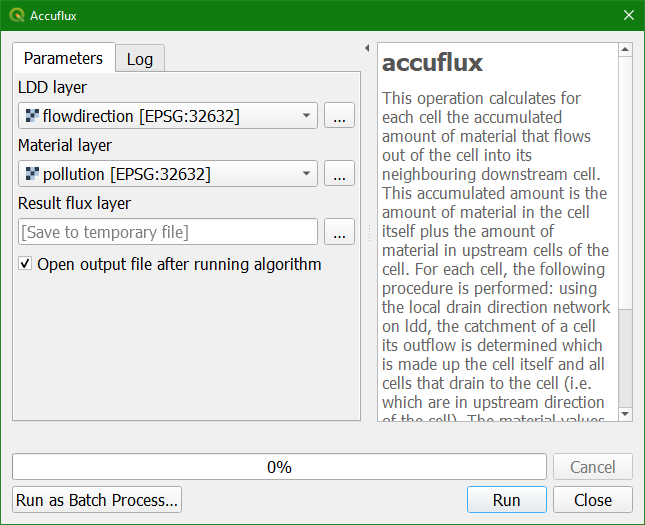 Accuflux
Parameters
Log
LDD layer
flowdirection [EPSG:32632]
...
Material layer
pollution [EPSG:32632]
...
Result flux layer
[Save to temporary file]
...
Open output file after running algorithm
accuflux
This operation calculates for
each cell the accumulated
amount of material that flows
out of the cell into its
neighbouring downstream cell.
This accumulated amount is the
amount of material in the cell
itself plus the amount of
material in upstream cells of the
cell. For each cell, the following
procedure is performed: using
the local drain direction network
on ldd, the catchment of a cell
its outflow is determined which
is made up the cell itself and all
cells that drain to the cell (i.e.
which are in upstream direction
of the cell). The material values
0%
Cancel
Run as Batch Process...
Run
Close